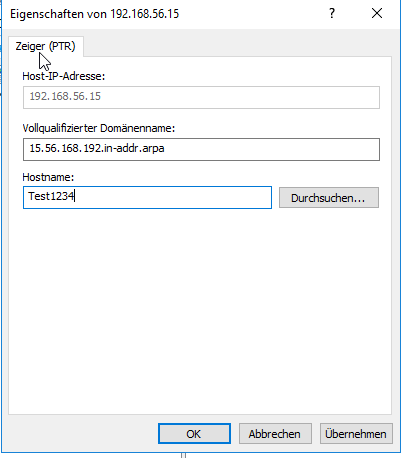 Eigenschaften von 192.168.56.15
Zeiger (PTR)
Host-IP-Adresse:
192.168.56.15
Vollqualifizierter Domänenname:
15.56.168.192.in-addr.arpa
Hostname:
Test1234
Durchsuchen...
OK Abbrechen Übernehmen